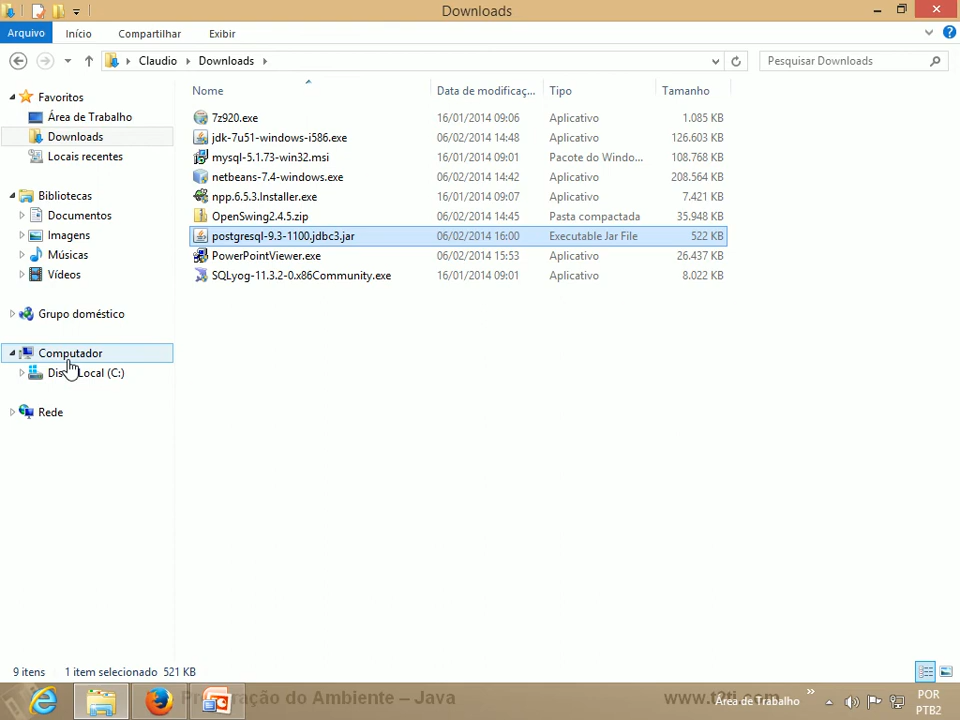 Downloads
Arquivo Início Compartilhar Exibir
Claudio Downloads Pesquisar Downloads
Nome Data de modificaç... Tipo Tamanho
Favoritos
Área de Trabalho
Downloads
Locais recentes
Bibliotecas
Documentos
Imagens
Músicas
Vídeos
Grupo doméstico
Computador
Disco Local (C:)
Rede
7z920.exe 16/01/2014 09:06 Aplicativo 1.085 KB
jdk-7u51-windows-i586.exe 06/02/2014 14:48 Aplicativo 126.603 KB
mysql-5.1.73-win32.msi 16/01/2014 09:01 Pacote do Windo... 108.768 KB
netbeans-7.4-windows.exe 06/02/2014 14:42 Aplicativo 208.564 KB
npp.6.5.3.Installer.exe 16/01/2014 09:07 Aplicativo 7.421 KB
OpenSwing2.4.5.zip 06/02/2014 14:45 Pasta compactada 35.948 KB
postgresql-9.3-1100.jdbc3.jar 06/02/2014 16:00 Executable Jar File 522 KB
PowerPointViewer.exe 06/02/2014 15:53 Aplicativo 26.437 KB
SQLyog-11.3.2-0.x86Community.exe 16/01/2014 09:01 Aplicativo 8.022 KB
9 itens 1 item selecionado 521 KB
do Ambiente – Java
Área de Trabalho
POR
PTB2